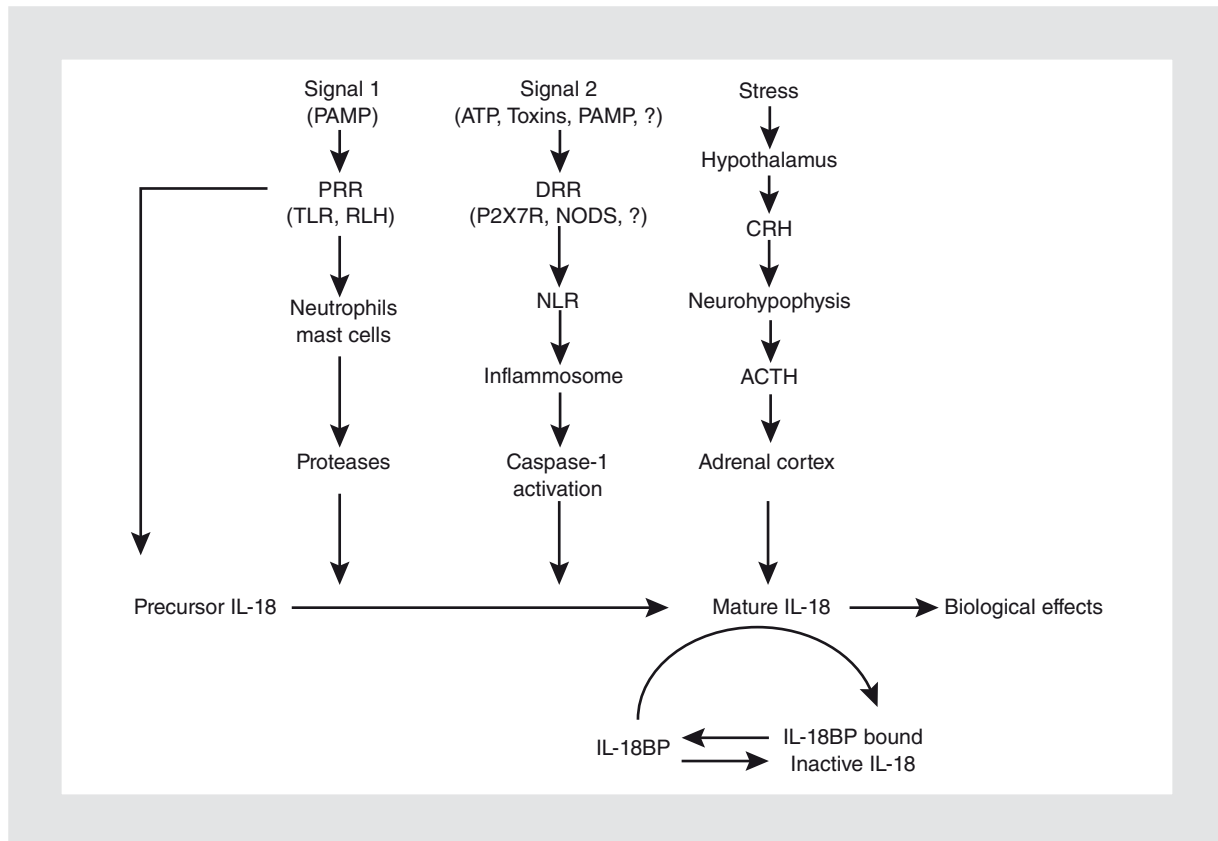 Signal 1
(PAMP)
PRR
(TLR, RLH)
Neutrophils
mast cells
Proteases
Signal 2
(ATP, Toxins, PAMP, ?)
DRR
(P2X7R, NODS, ?)
NLR
Inflammosome
Caspase-1
activation
Stress
Hypothalamus
CRH
Neurohypophysis
ACTH
Adrenal cortex
Precursor IL-18
Mature IL-18
Biological effects
IL-18BP
IL-18BP bound
Inactive IL-18